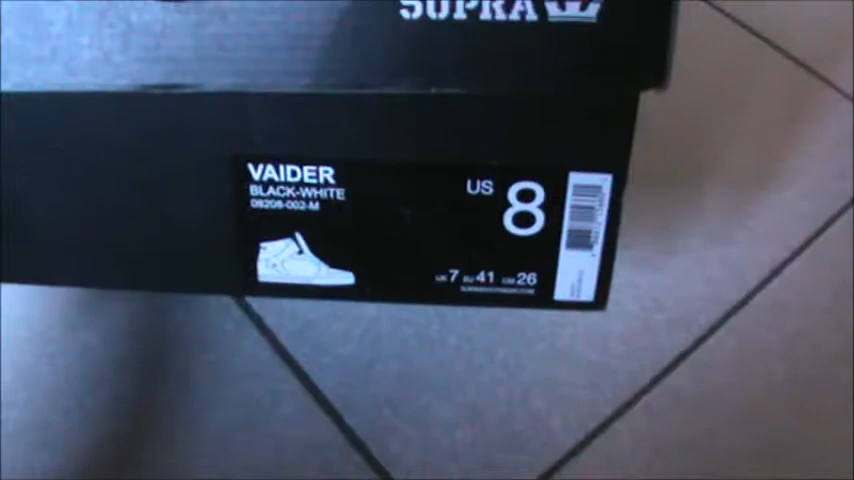 SUPRA
VAIDER
BLACK-WHITE
08208-002-M
US 8
UK 7 EU 41 CM 26